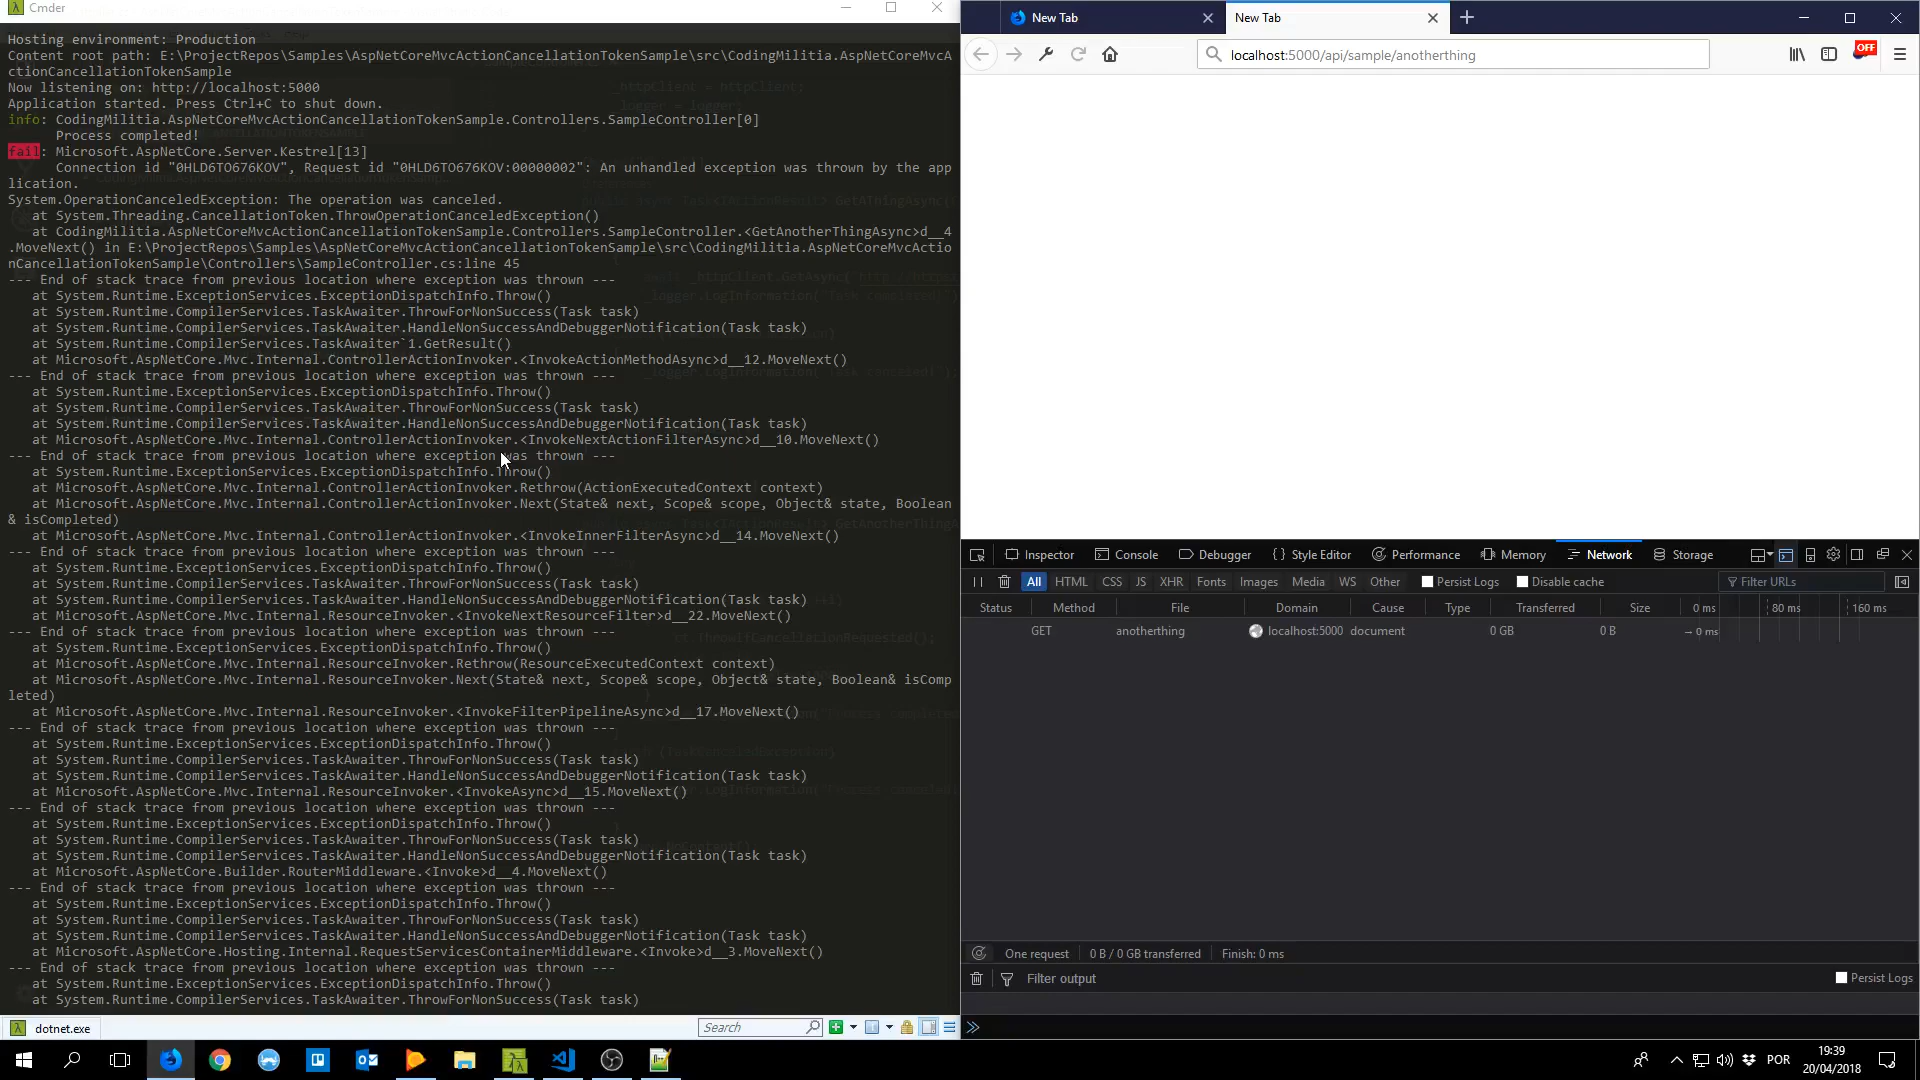 Cmder
Hosting environment: Production
Content root path: E:\ProjectRepos\Samples\AspNetCoreMvcActionCancellationTokenSample\src\CodingMilitia.AspNetCoreMvcA
ctionCancellationTokenSample
Now listening on: http://localhost:5000
Application started. Press Ctrl+C to shut down.
info: CodingMilitia.AspNetCoreMvcActionCancellationTokenSample.Controllers.SampleController[0]
Process completed!
fail: Microsoft.AspNetCore.Server.Kestrel[13]
Connection id "0HLD6TO676KOV", Request id "0HLD6TO676KOV:00000002": An unhandled exception was thrown by the app
lication.
System.OperationCanceledException: The operation was canceled.
at System.Threading.CancellationToken.ThrowOperationCanceledException()
at CodingMilitia.AspNetCoreMvcActionCancellationTokenSample.Controllers.SampleController.<GetAnotherThingAsync>d__4
.MoveNext() in E:\ProjectRepos\Samples\AspNetCoreMvcActionCancellationTokenSample\src\CodingMilitia.AspNetCoreMvcActio
nCancellationTokenSample\Controllers\SampleController.cs:line 45
--- End of stack trace from previous location where exception was thrown ---
at System.Runtime.ExceptionServices.ExceptionDispatchInfo.Throw()
at System.Runtime.CompilerServices.TaskAwaiter.ThrowForNonSuccess(Task task)
at System.Runtime.CompilerServices.TaskAwaiter.HandleNonSuccessAndDebuggerNotification(Task task)
at System.Runtime.CompilerServices.TaskAwaiter`1.GetResult()
at Microsoft.AspNetCore.Mvc.Internal.ControllerActionInvoker.<InvokeActionMethodAsync>d__12.MoveNext()
--- End of stack trace from previous location where exception was thrown ---
at System.Runtime.ExceptionServices.ExceptionDispatchInfo.Throw()
at System.Runtime.CompilerServices.TaskAwaiter.ThrowForNonSuccess(Task task)
at System.Runtime.CompilerServices.TaskAwaiter.HandleNonSuccessAndDebuggerNotification(Task task)
at Microsoft.AspNetCore.Mvc.Internal.ControllerActionInvoker.<InvokeNextActionFilterAsync>d__10.MoveNext()
--- End of stack trace from previous location where exception was thrown ---
at System.Runtime.ExceptionServices.ExceptionDispatchInfo.Throw()
at Microsoft.AspNetCore.Mvc.Internal.ControllerActionInvoker.Rethrow(ActionExecutedContext context)
at Microsoft.AspNetCore.Mvc.Internal.ControllerActionInvoker.Next(State& next, Scope& scope, Object& state, Boolean
& isCompleted)
at Microsoft.AspNetCore.Mvc.Internal.ControllerActionInvoker.<InvokeInnerFilterAsync>d__14.MoveNext()
--- End of stack trace from previous location where exception was thrown ---
at System.Runtime.ExceptionServices.ExceptionDispatchInfo.Throw()
at System.Runtime.CompilerServices.TaskAwaiter.ThrowForNonSuccess(Task task)
at System.Runtime.CompilerServices.TaskAwaiter.HandleNonSuccessAndDebuggerNotification(Task task)
at Microsoft.AspNetCore.Mvc.Internal.ResourceInvoker.<InvokeNextResourceFilter>d__22.MoveNext()
--- End of stack trace from previous location where exception was thrown ---
at System.Runtime.ExceptionServices.ExceptionDispatchInfo.Throw()
at Microsoft.AspNetCore.Mvc.Internal.ResourceInvoker.Rethrow(ResourceExecutedContext context)
at Microsoft.AspNetCore.Mvc.Internal.ResourceInvoker.Next(State& next, Scope& scope, Object& state, Boolean& isComp
leted)
at Microsoft.AspNetCore.Mvc.Internal.ResourceInvoker.<InvokeFilterPipelineAsync>d__17.MoveNext()
--- End of stack trace from previous location where exception was thrown ---
at System.Runtime.ExceptionServices.ExceptionDispatchInfo.Throw()
at System.Runtime.CompilerServices.TaskAwaiter.ThrowForNonSuccess(Task task)
at System.Runtime.CompilerServices.TaskAwaiter.HandleNonSuccessAndDebuggerNotification(Task task)
at Microsoft.AspNetCore.Mvc.Internal.ResourceInvoker.<InvokeAsync>d__15.MoveNext()
--- End of stack trace from previous location where exception was thrown ---
at System.Runtime.ExceptionServices.ExceptionDispatchInfo.Throw()
at System.Runtime.CompilerServices.TaskAwaiter.ThrowForNonSuccess(Task task)
at System.Runtime.CompilerServices.TaskAwaiter.HandleNonSuccessAndDebuggerNotification(Task task)
at Microsoft.AspNetCore.Builder.RouterMiddleware.<Invoke>d__4.MoveNext()
--- End of stack trace from previous location where exception was thrown ---
at System.Runtime.ExceptionServices.ExceptionDispatchInfo.Throw()
at System.Runtime.CompilerServices.TaskAwaiter.ThrowForNonSuccess(Task task)
at System.Runtime.CompilerServices.TaskAwaiter.HandleNonSuccessAndDebuggerNotification(Task task)
at Microsoft.AspNetCore.Hosting.Internal.RequestServicesContainerMiddleware.<Invoke>d__3.MoveNext()
--- End of stack trace from previous location where exception was thrown ---
at System.Runtime.ExceptionServices.ExceptionDispatchInfo.Throw()
at System.Runtime.CompilerServices.TaskAwaiter.ThrowForNonSuccess(Task task)
dotnet.exe
Search
New Tab
New Tab
localhost:5000/api/sample/anotherthing
OFF
Inspector Console Debugger Style Editor Performance Memory Network Storage
All HTML CSS JS XHR Fonts Images Media WS Other Persist Logs Disable cache Filter URLs
Status Method File Domain Cause Type Transferred Size 0 ms 80 ms 160 ms
GET anotherthing localhost:5000 document 0 GB 0 B → 0 ms
One request 0 B / 0 GB transferred Finish: 0 ms
Filter output Persist Logs
POR
19:39
20/04/2018